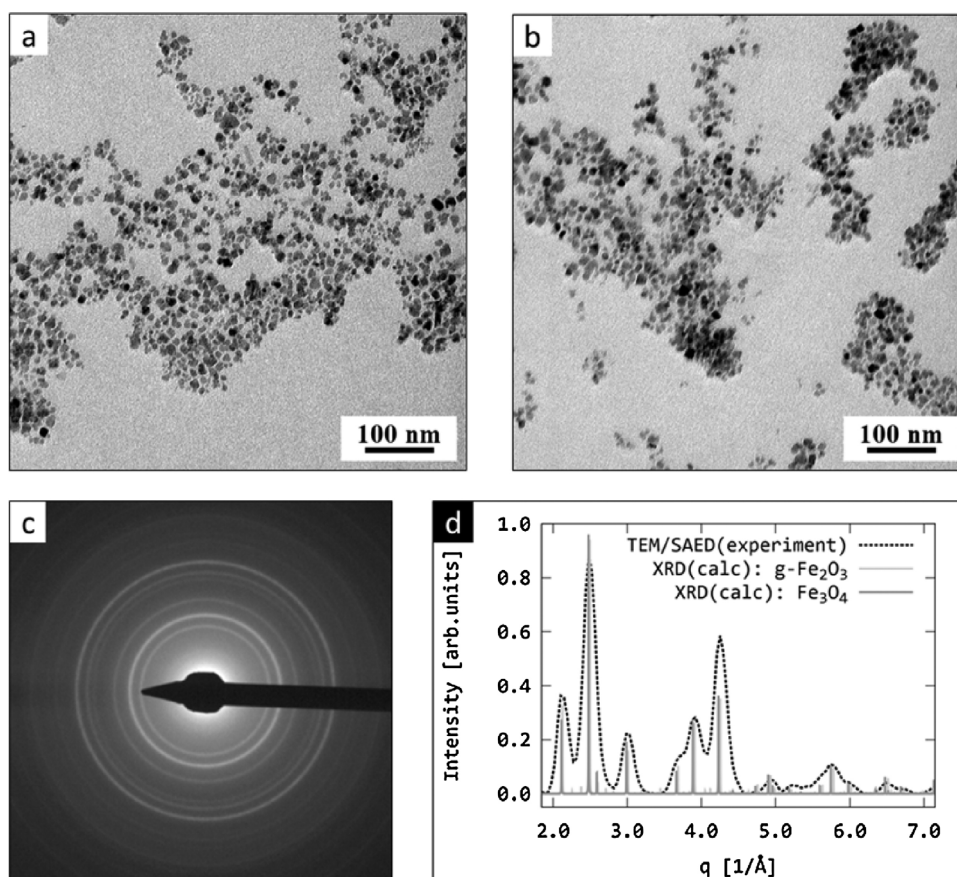 a
b
100 nm
100 nm
c
d
1.0
0.8
0.6
0.4
0.2
0.0
Intensity [arb.units]
TEM/SAED(experiment)
XRD(calc): g-Fe₂O₃
XRD(calc): Fe₃O₄
2.0 3.0 4.0 5.0 6.0 7.0
q [1/Å]